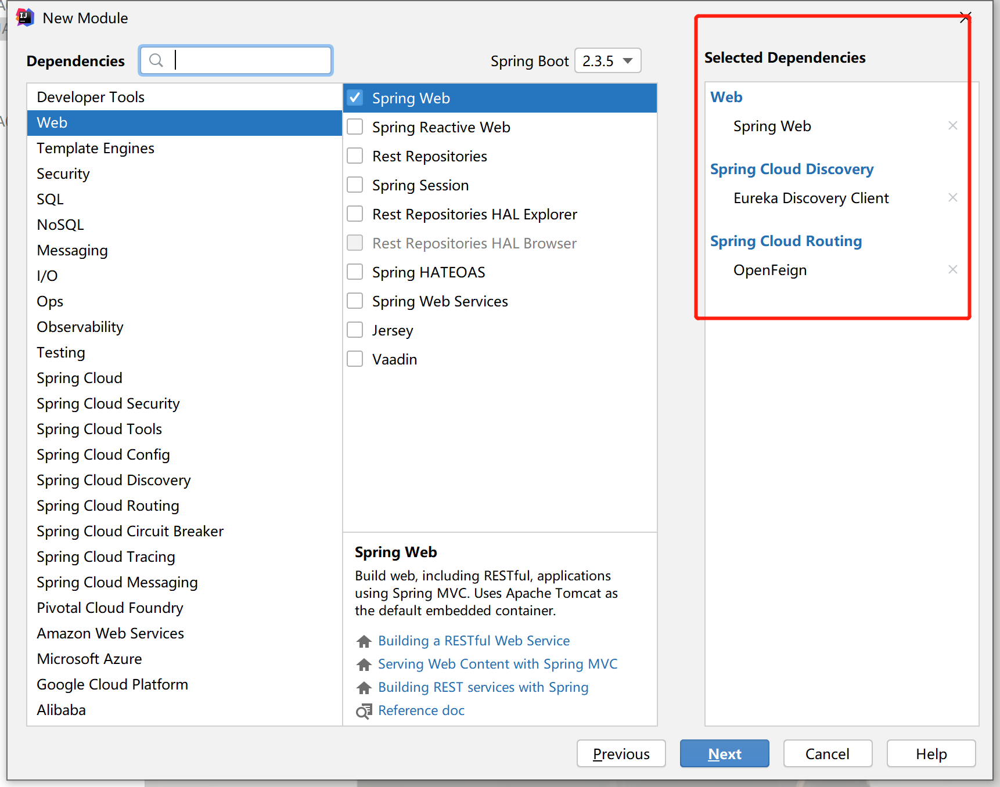 New Module
Dependencies
Spring Boot 2.3.5
Developer Tools
Web
Template Engines
Security
SQL
NoSQL
Messaging
I/O
Ops
Observability
Testing
Spring Cloud
Spring Cloud Security
Spring Cloud Tools
Spring Cloud Config
Spring Cloud Discovery
Spring Cloud Routing
Spring Cloud Circuit Breaker
Spring Cloud Tracing
Spring Cloud Messaging
Pivotal Cloud Foundry
Amazon Web Services
Microsoft Azure
Google Cloud Platform
Alibaba
Spring Web
Spring Reactive Web
Rest Repositories
Spring Session
Rest Repositories HAL Explorer
Rest Repositories HAL Browser
Spring HATEOAS
Spring Web Services
Jersey
Vaadin
Spring Web
Build web, including RESTful, applications
using Spring MVC. Uses Apache Tomcat as
the default embedded container.
Building a RESTful Web Service
Serving Web Content with Spring MVC
Building REST services with Spring
Reference doc
Selected Dependencies
Web
Spring Web
Spring Cloud Discovery
Eureka Discovery Client
Spring Cloud Routing
OpenFeign
Previous
Next
Cancel
Help